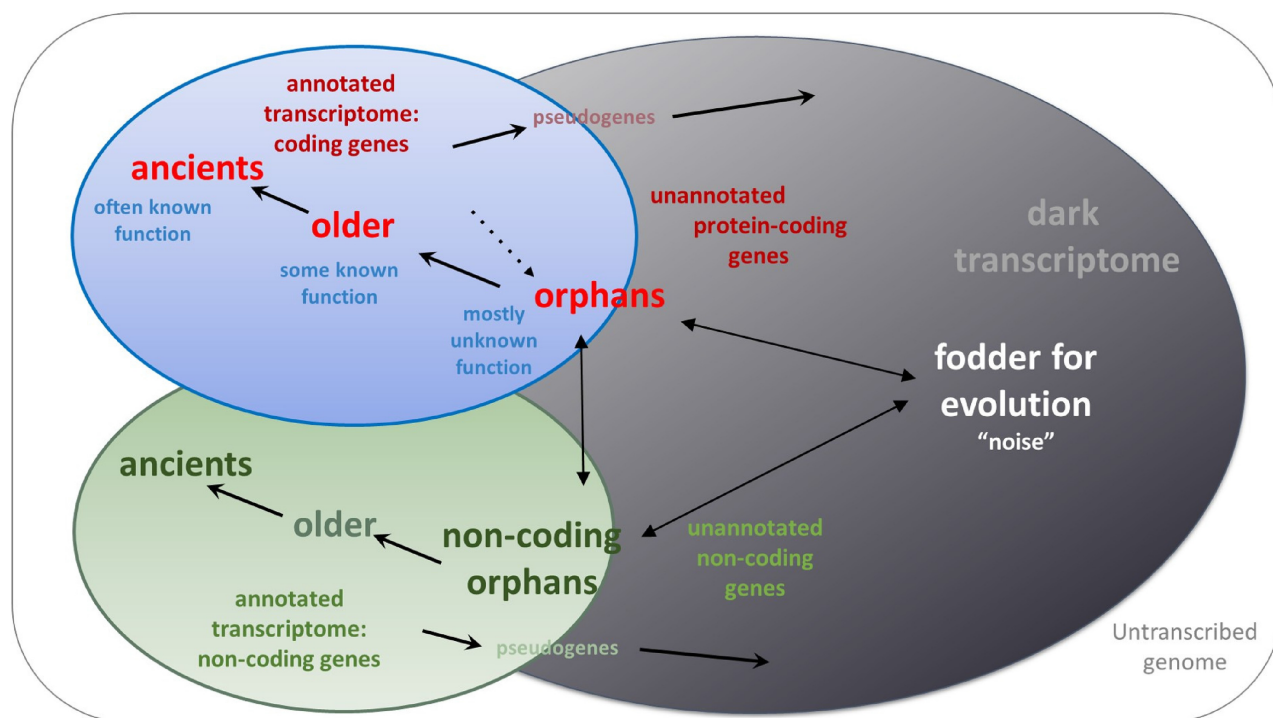 annotated
transcriptome:
coding genes
pseudogenes
ancients
often known
function
older
some known
function
orphans
mostly
unknown
function
unannotated
protein-coding
genes
dark
transcriptome
fodder for
evolution
“noise”
ancients
older
non-coding
orphans
annotated
transcriptome:
non-coding genes
pseudogenes
unannotated
non-coding
genes
Untranscribed
genome